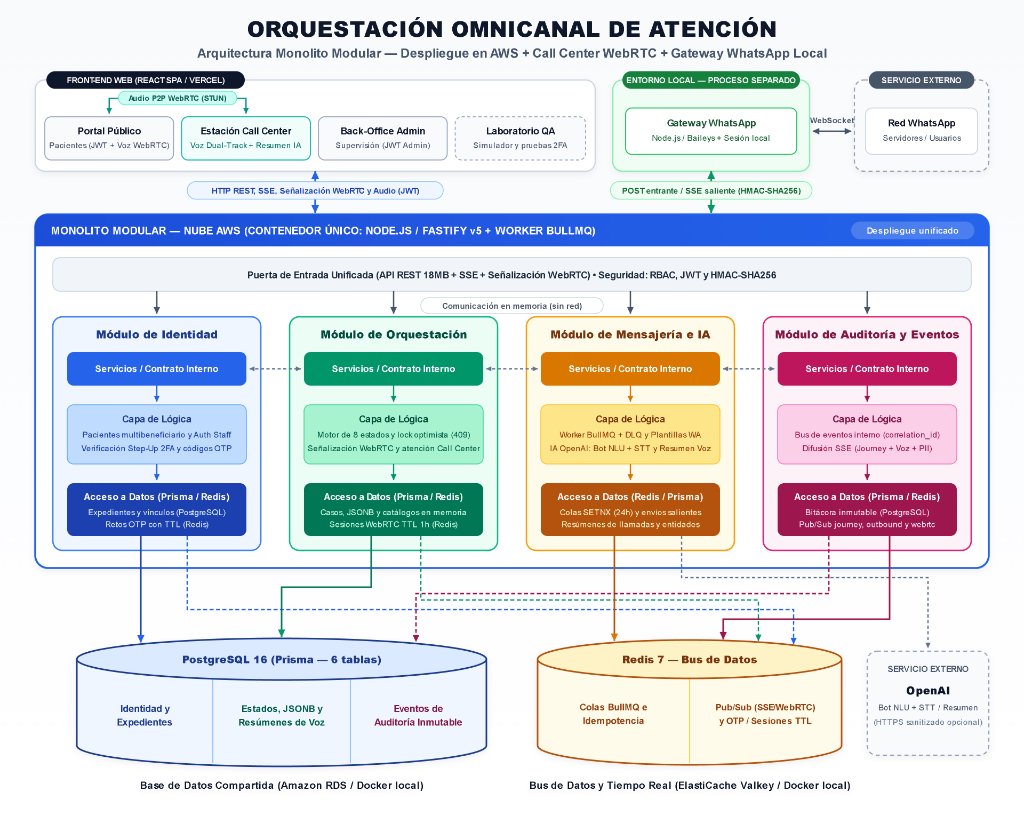 ORQUESTACIÓN OMNICANAL DE ATENCIÓN
Arquitectura Monolito Modular — Despliegue en AWS + Call Center WebRTC + Gateway WhatsApp Local
FRONT-END WEB (REACT SPA / VERCEL)
Audio P2P WebRTC (STUN)
Portal Público
Pacientes (JWT + Voz WebRTC)
Estación Call Center
Voz Dual-Track + Resumen IA
Back-Office Admin
Supervisión (JWT Admin)
Laboratorio QA
Simulador y pruebas 2FA
ENTORNO LOCAL — PROCESO SEPARADO
Gateway WhatsApp
Node.js / Baileys + Sesión local
WebSocket
SERVICIO EXTERNO
Red WhatsApp
Servidores / Usuarios
HTTP REST, SSE, Señalización WebRTC y Audio (JWT)
POST entrante / SSE saliente (HMAC-SHA256)
MONOLITO MODULAR — NUBE AWS (CONTENEDOR ÚNICO: NODE.JS / FASTIFY v5 + WORKER BULLMQ)
Despliegue unificado
Puerta de Entrada Unificada (API REST 18MB + SSE + Señalización WebRTC) • Seguridad: RBAC, JWT y HMAC-SHA256
Comunicación en memoria (sin red)
Módulo de Identidad
Servicios / Contrato Interno
Capa de Lógica
Pacientes multibeneficiario y Auth Staff
Verificación Step-Up 2FA y códigos OTP
Acceso a Datos (Prisma / Redis)
Expedientes y vínculos (PostgreSQL)
Retos OTP con TTL (Redis)
Módulo de Orquestación
Servicios / Contrato Interno
Capa de Lógica
Motor de 8 estados y lock optimista (409)
Señalización WebRTC y atención Call Center
Acceso a Datos (Prisma / Redis)
Casos, JSONB y catálogos en memoria
Sesiones WebRTC TTL 1h (Redis)
Módulo de Mensajería e IA
Servicios / Contrato Interno
Capa de Lógica
Worker BullMQ + DLQ y Plantillas WA
IA OpenAI: Bot NLU + STT y Resumen Voz
Acceso a Datos (Redis / Prisma)
Colas SETNX (24h) y envíos salientes
Resúmenes de llamadas y entidades
Módulo de Auditoría y Eventos
Servicios / Contrato Interno
Capa de Lógica
Bus de eventos interno (correlation_id)
Difusión SSE (Journey + Voz + PII)
Acceso a Datos (Prisma / Redis)
Bitácora inmutable (PostgreSQL)
Pub/Sub journey, outbound y webrtc
PostgreSQL 16 (Prisma — 6 tablas)
Identidad y
Expedientes
Estados, JSONB y
Resúmenes de Voz
Eventos de
Auditoría Inmutable
Redis 7 — Bus de Datos
Colas BullMQ e
Idempotencia
Pub/Sub (SSE/WebRTC)
y OTP / Sesiones TTL
SERVICIO EXTERNO
OpenAI
Bot NLU + STT / Resumen
(HTTPS sanitizado opcional)
Base de Datos Compartida (Amazon RDS / Docker local)
Bus de Datos y Tiempo Real (ElastiCache Valkey / Docker local)